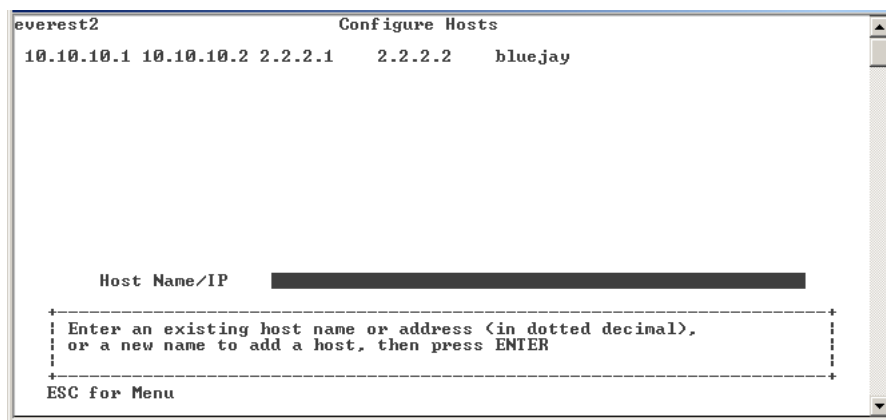 everest2 Configure Hosts
10.10.10.1 10.10.10.2 2.2.2.1 2.2.2.2 bluejay
Host Name/IP
Enter an existing host name or address (in dotted decimal),
or a new name to add a host, then press ENTER
ESC for Menu